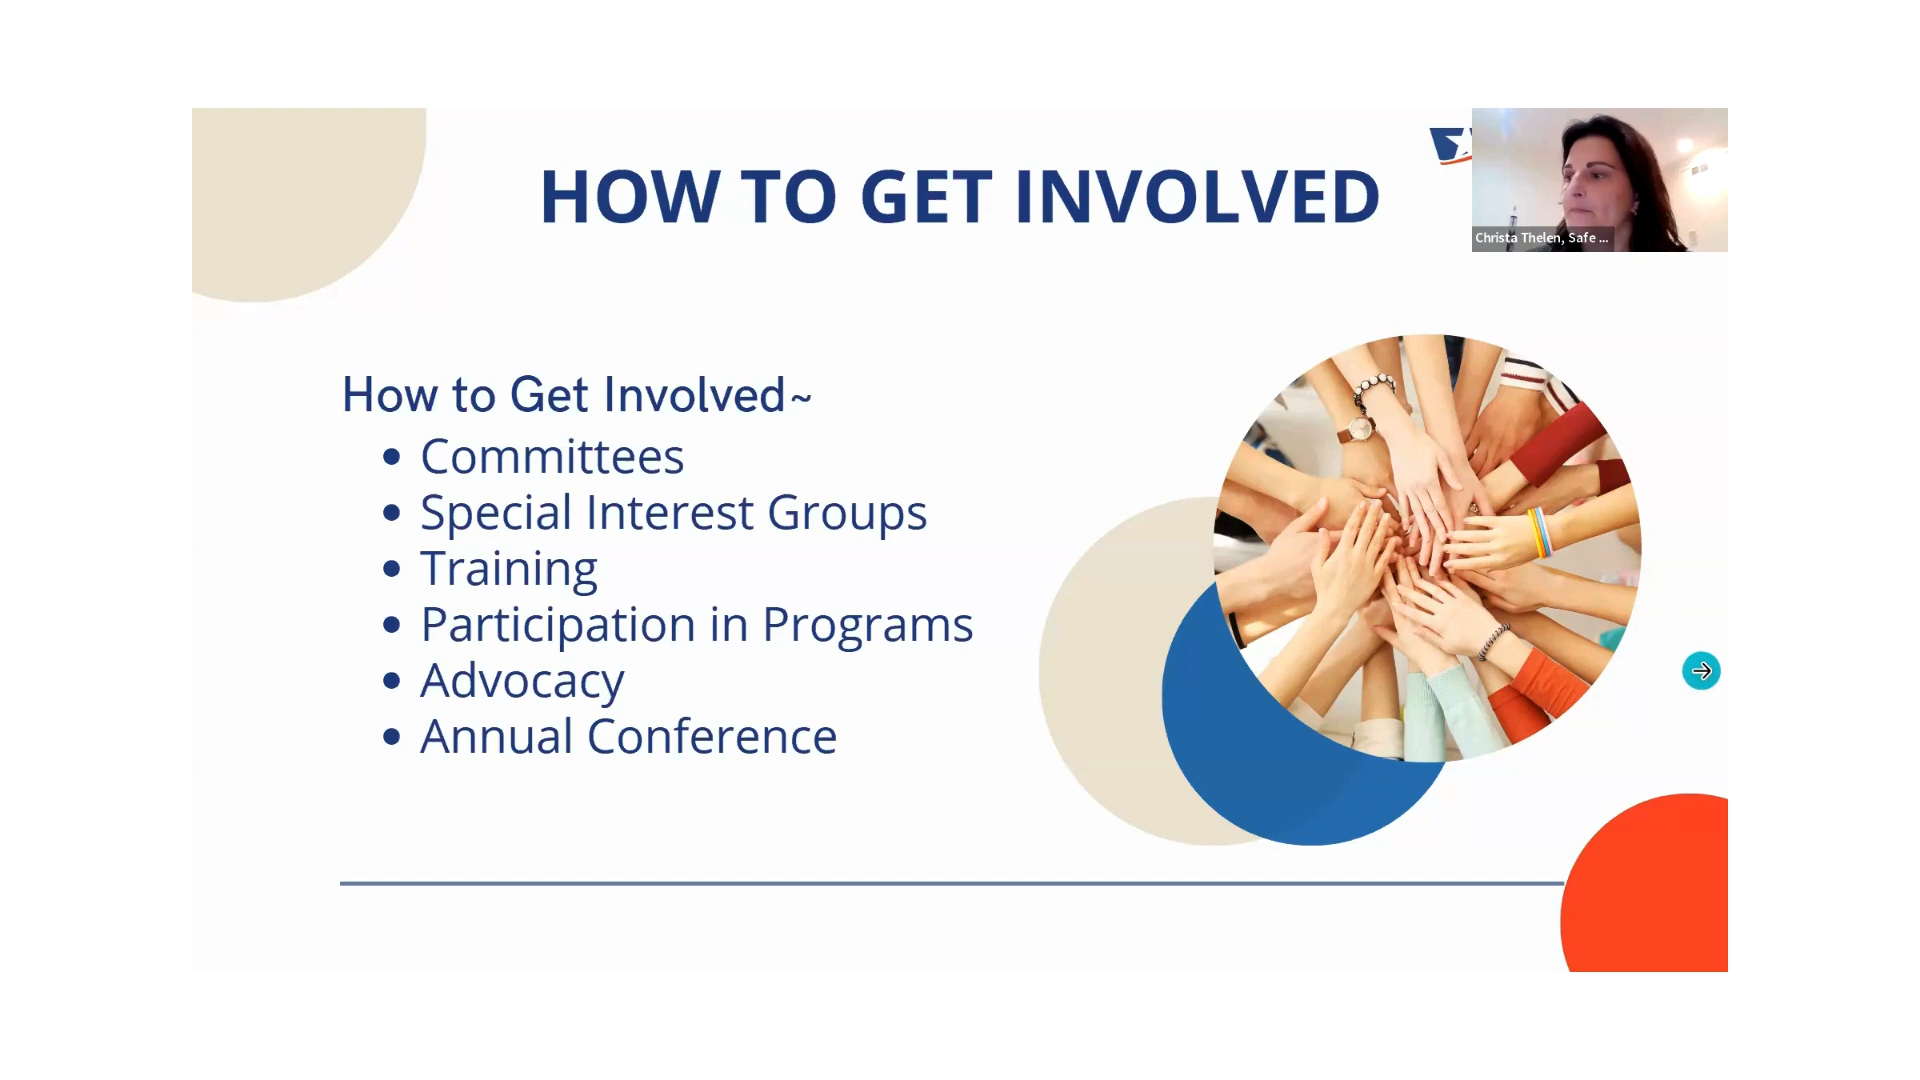 HOW TO GET INVOLVED
Christa Thelen, Safe ...
How to Get Involved~
• Committees
• Special Interest Groups
• Training
• Participation in Programs
• Advocacy
• Annual Conference